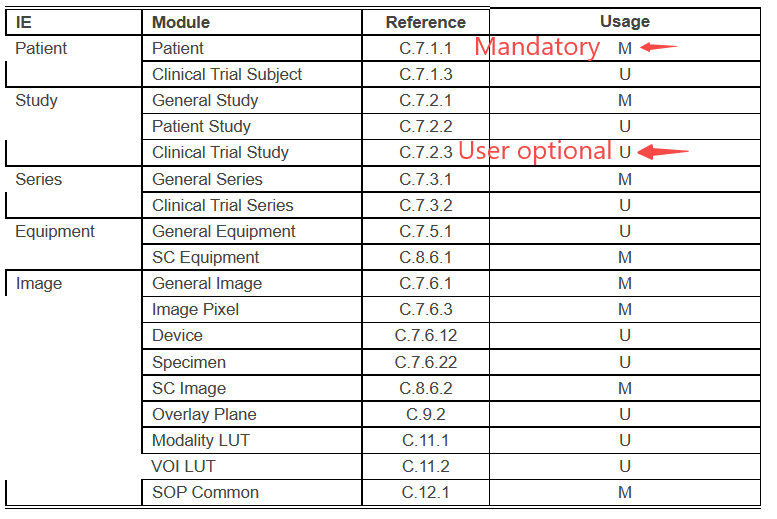 IE Module Reference Usage
Patient Patient C.7.1.1 Mandatory M
Clinical Trial Subject C.7.1.3 U
Study General Study C.7.2.1 M
Patient Study C.7.2.2 U
Clinical Trial Study C.7.2.3 User optional U
Series General Series C.7.3.1 M
Clinical Trial Series C.7.3.2 U
Equipment General Equipment C.7.5.1 U
SC Equipment C.8.6.1 M
Image General Image C.7.6.1 M
Image Pixel C.7.6.3 M
Device C.7.6.12 U
Specimen C.7.6.22 U
SC Image C.8.6.2 M
Overlay Plane C.9.2 U
Modality LUT C.11.1 U
VOI LUT C.11.2 U
SOP Common C.12.1 M